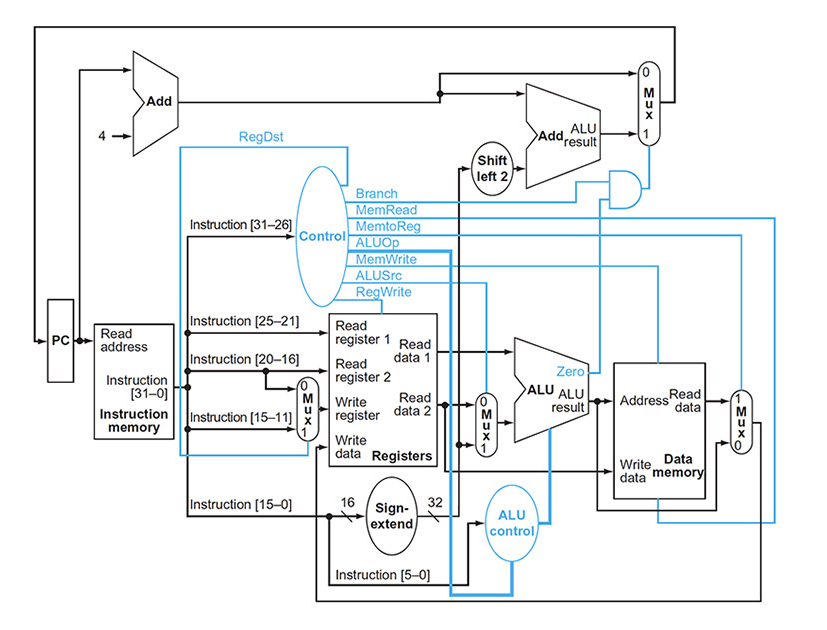 Add
4
RegDst
0
M
u
x
1
Add ALU
result
Shift
left 2
Branch
MemRead
MemtoReg
ALUOp
MemWrite
ALUSrc
RegWrite
Control
Instruction [31–26]
Instruction [25–21]
Instruction [20–16]
Instruction [15–11]
Instruction [15–0]
Instruction [5–0]
PC
Read
address
Instruction
[31–0]
Instruction
memory
0
M
u
x
1
Read
register 1
Read
register 2
Write
register
Write
data
Read
data 1
Read
data 2
Registers
0
M
u
x
1
Zero
ALU
ALU
result
Address
Read
data
Write
data
Data
memory
1
M
u
x
0
16
Sign-
extend
32
ALU
control